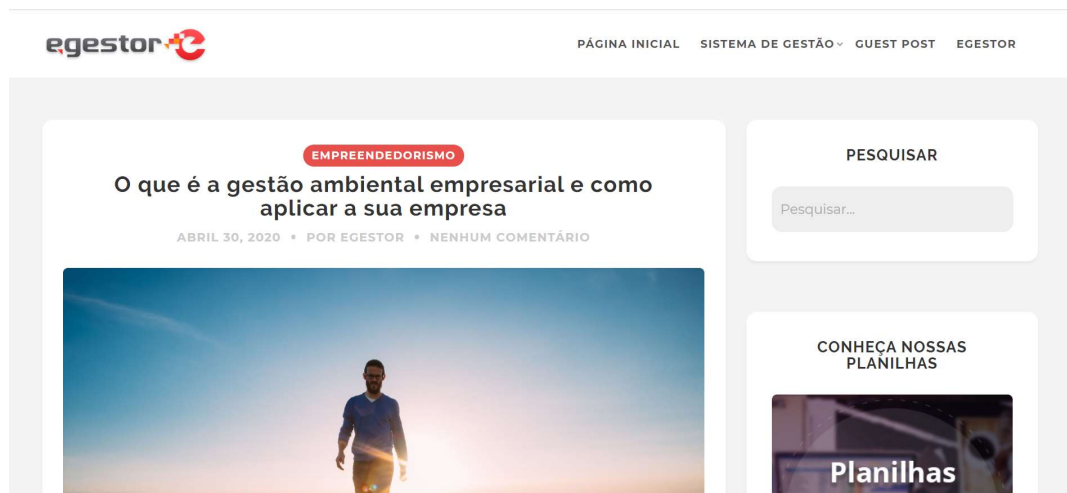 egestor e
PÁGINA INICIAL SISTEMA DE GESTÃO GUEST POST EGESTOR
EMPREENDEDORISMO
O que é a gestão ambiental empresarial e como
aplicar a sua empresa
ABRIL 30, 2020 • POR EGESTOR • NENHUM COMENTÁRIO
PESQUISAR
Pesquisar...
CONHEÇA NOSSAS
PLANILHAS
Planilhas